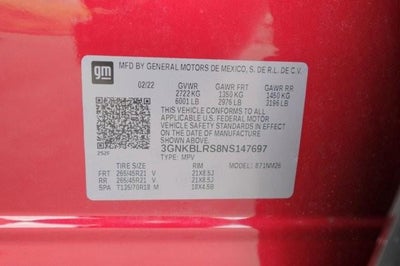 gm
MFD BY GENERAL MOTORS DE MEXICO, S. DE R.L. DE C.V.
02/22 GVWR GAWR FRT GAWR RR
2722 KG 1350 KG 1450 KG
6001 LB 2976 LB 3196 LB
THIS VEHICLE CONFORMS TO ALL
APPLICABLE U.S. FEDERAL MOTOR
VEHICLE SAFETY AND THEFT
PREVENTION STANDARDS IN EFFECT
ON THE DATE OF MANUFACTURE
SHOWN ABOVE.
3GNKBLRS8NS147697
TYPE: MPV MODEL:
TIRE SIZE RIM
FRT 265/45R21 V 21X8.5J
RR 265/45R21 V 21X8.5J
SPA T135/70R18 M 18X4.5B